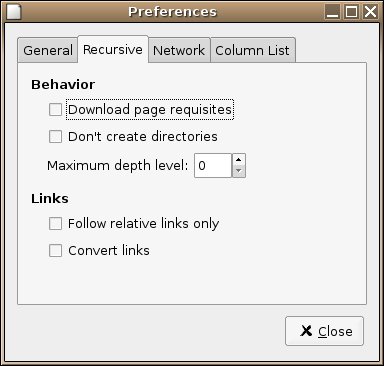 Preferences
General Recursive Network Column List
Behavior
Download page requisites
Don't create directories
Maximum depth level: 0
Links
Follow relative links only
Convert links
Close